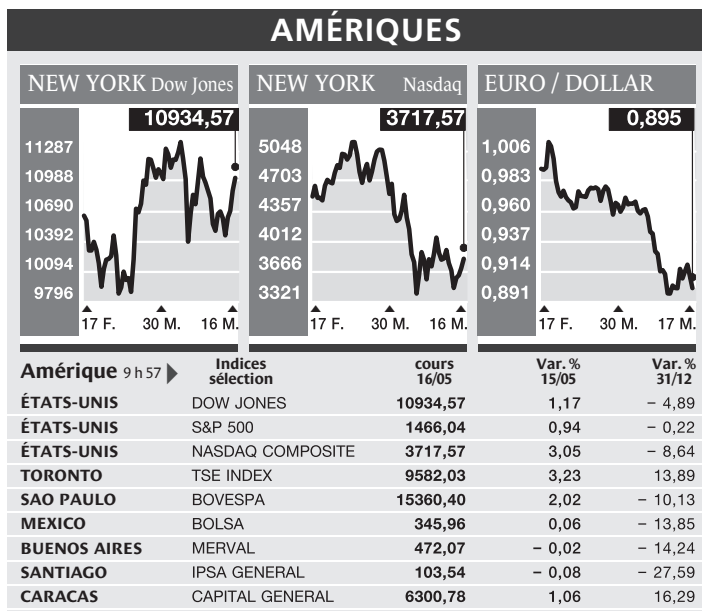 AMÉRIQUES
NEW YORK Dow Jones
10934,57
11287
10988
10690
10392
10094
9796
17 F. 30 M. 16 M.
NEW YORK Nasdaq
3717,57
5048
4703
4357
4012
3666
3321
17 F. 30 M. 16 M.
EURO / DOLLAR
0,895
1,006
0,983
0,960
0,937
0,914
0,891
17 F. 30 M. 17 M.
Amérique 9 h 57 Indices sélection cours 16/05 Var. % 15/05 Var. % 31/12
ÉTATS-UNIS DOW JONES 10934,57 1,17 – 4,89
ÉTATS-UNIS S&P 500 1466,04 0,94 – 0,22
ÉTATS-UNIS NASDAQ COMPOSITE 3717,57 3,05 – 8,64
TORONTO TSE INDEX 9582,03 3,23 13,89
SAO PAULO BOVESPA 15360,40 2,02 – 10,13
MEXICO BOLSA 345,96 0,06 – 13,85
BUENOS AIRES MERVAL 472,07 – 0,02 – 14,24
SANTIAGO IPSA GENERAL 103,54 – 0,08 – 27,59
CARACAS CAPITAL GENERAL 6300,78 1,06 16,29